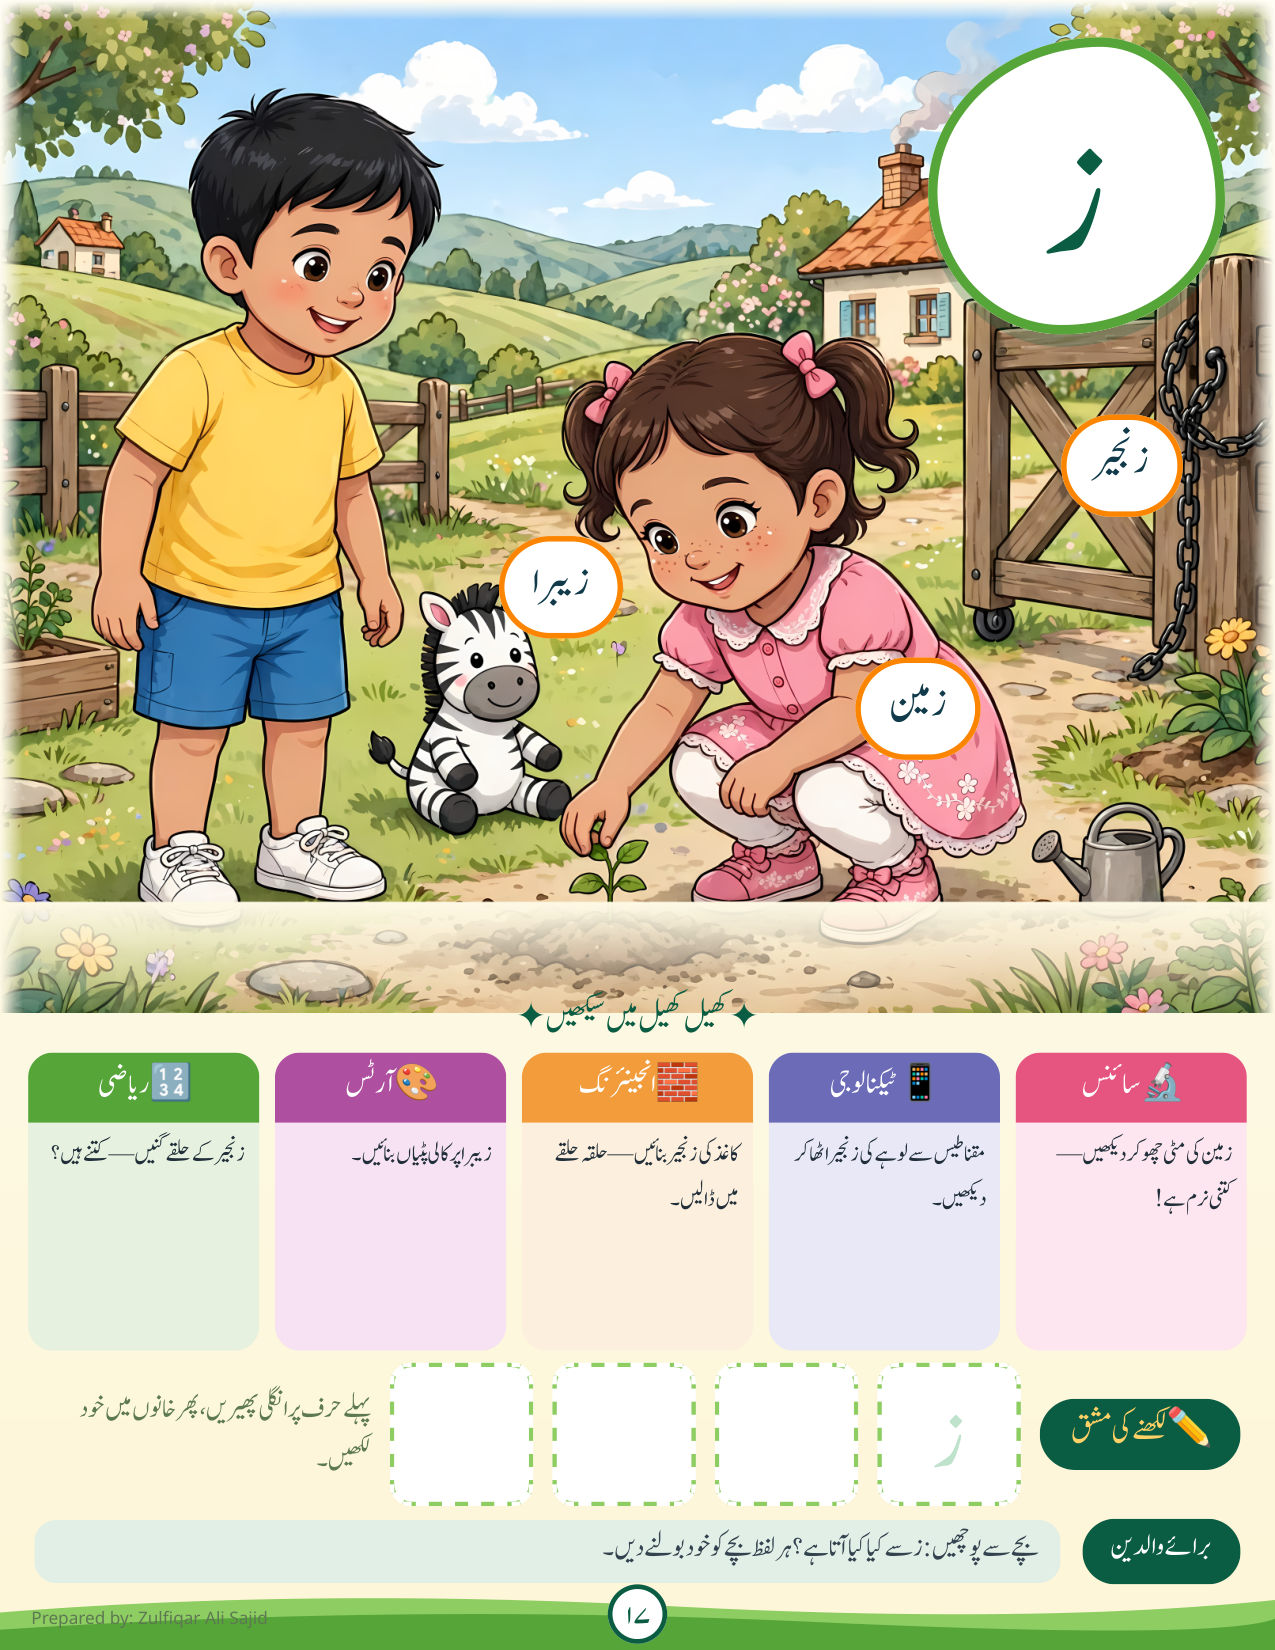 ز
زنجیر
زیبرا
زمین
✦ کھیل کھیل میں سیکھیں ✦
🔬 سائنس
زمین کی مٹی چھو کر دیکھیں —
کتنی نرم ہے!
📱 ٹیکنالوجی
مقناطیس سے لوہے کی زنجیر اٹھا کر
دیکھیں۔
🧱 انجینئرنگ
کاغذ کی زنجیر بنائیں — حلقہ حلقے
میں ڈالیں۔
🎨 آرٹس
زیبرا پر کالی پٹیاں بنائیں۔
🔢 ریاضی
زنجیر کے حلقے گنیں — کتنے ہیں؟
✏️ لکھنے کی مشق
ز
پہلے حرف پر انگلی پھیریں، پھر خانوں میں خود
لکھیں۔
برائے والدین
بچے سے پوچھیں: ز سے کیا کیا آتا ہے؟ ہر لفظ بچے کو خود بولنے دیں۔
۱۷
Prepared by: Zulfiqar Ali Sajid